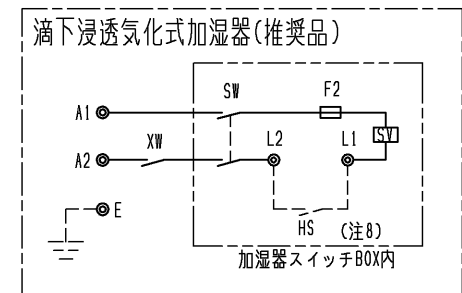 滴下浸透気化式加湿器(推奨品)
SW
F2
A1
SV
XW
L2
L1
A2
E
HS
(注8)
加湿器スイッチBOX内